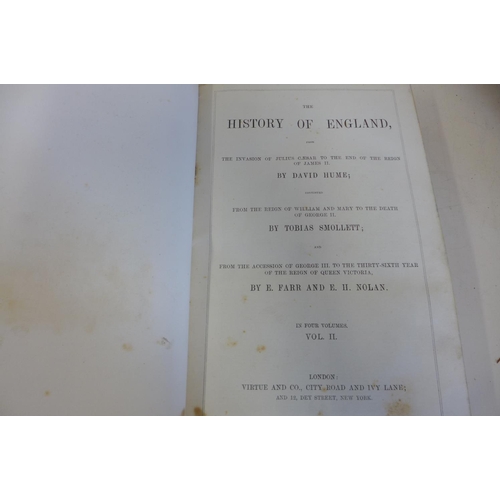 THE
HISTORY OF ENGLAND,
FROM
THE INVASION OF JULIUS CÆSAR TO THE END OF THE REIGN
OF JAMES II.
BY DAVID HUME;
FROM THE REIGN OF WILLIAM AND MARY TO THE DEATH
OF GEORGE II.
BY TOBIAS SMOLLETT;
AND
FROM THE ACCESSION OF GEORGE III. TO THE THIRTY-SIXTH YEAR
OF THE REIGN OF QUEEN VICTORIA,
BY E. FARR AND E. H. NOLAN.
IN FOUR VOLUMES.
VOL. II.
LONDON:
VIRTUE AND CO., CITY ROAD AND IVY LANE;
AND 12, DEY STREET, NEW YORK.